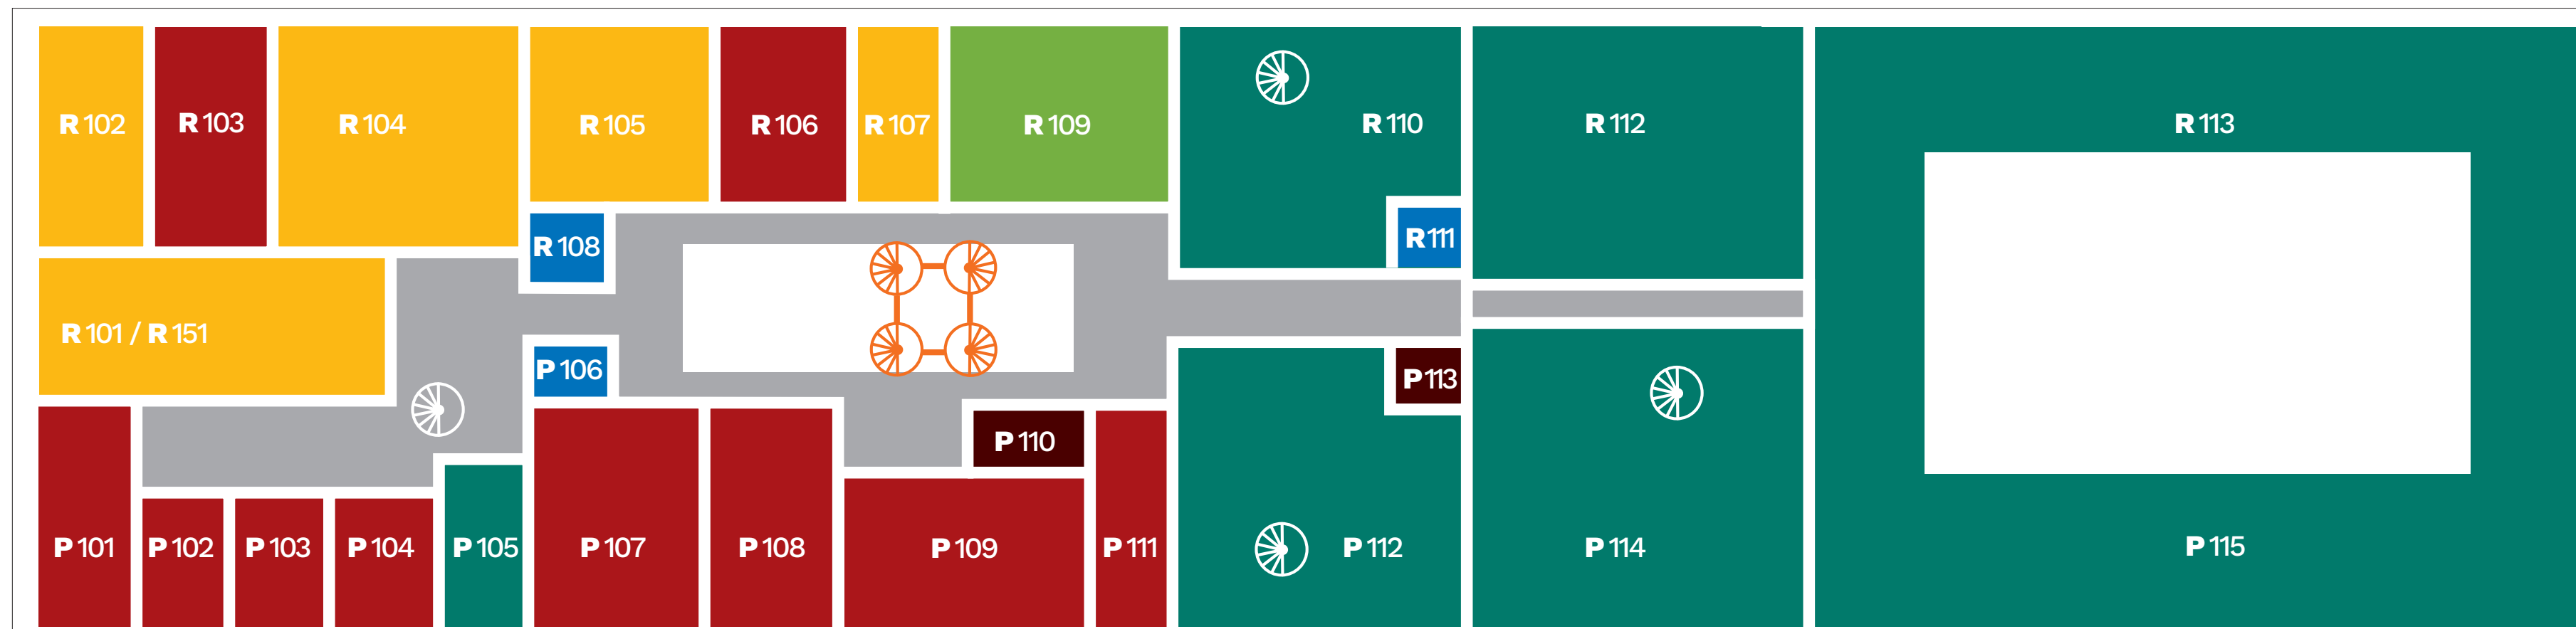 R 102
R 103
R 104
R 105
R 106
R 107
R 109
R 110
R 112
R 113
R 108
R 111
R 101 / R 151
P 106
P 113
P 110
P 101
P 102
P 103
P 104
P 105
P 107
P 108
P 109
P 111
P 112
P 114
P 115